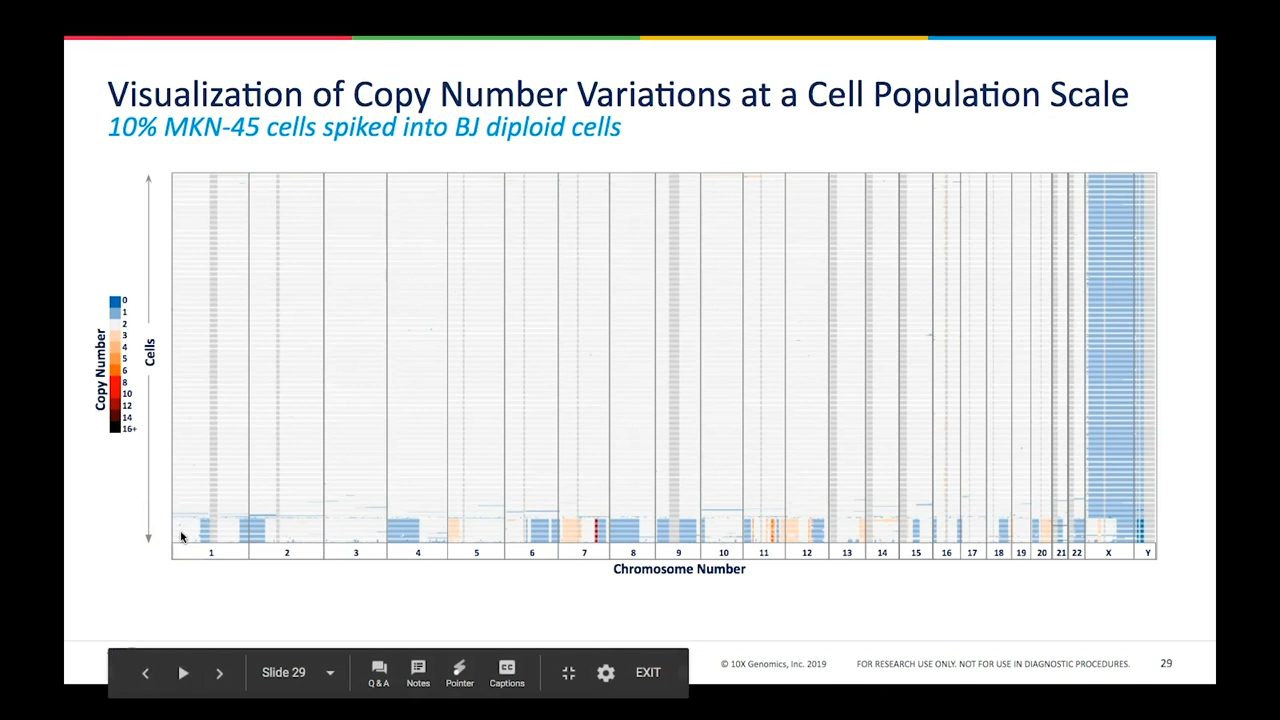 Visualization of Copy Number Variations at a Cell Population Scale
10% MKN-45 cells spiked into BJ diploid cells
Copy Number
0
1
2
3
4
5
6
8
10
12
14
16+
Cells
1 2 3 4 5 6 7 8 9 10 11 12 13 14 15 16 17 18 19 20 21 22 X Y
Chromosome Number
© 10X Genomics, Inc. 2019 FOR RESEARCH USE ONLY. NOT FOR USE IN DIAGNOSTIC PROCEDURES. 29
Slide 29 Q & A Notes Pointer Captions EXIT